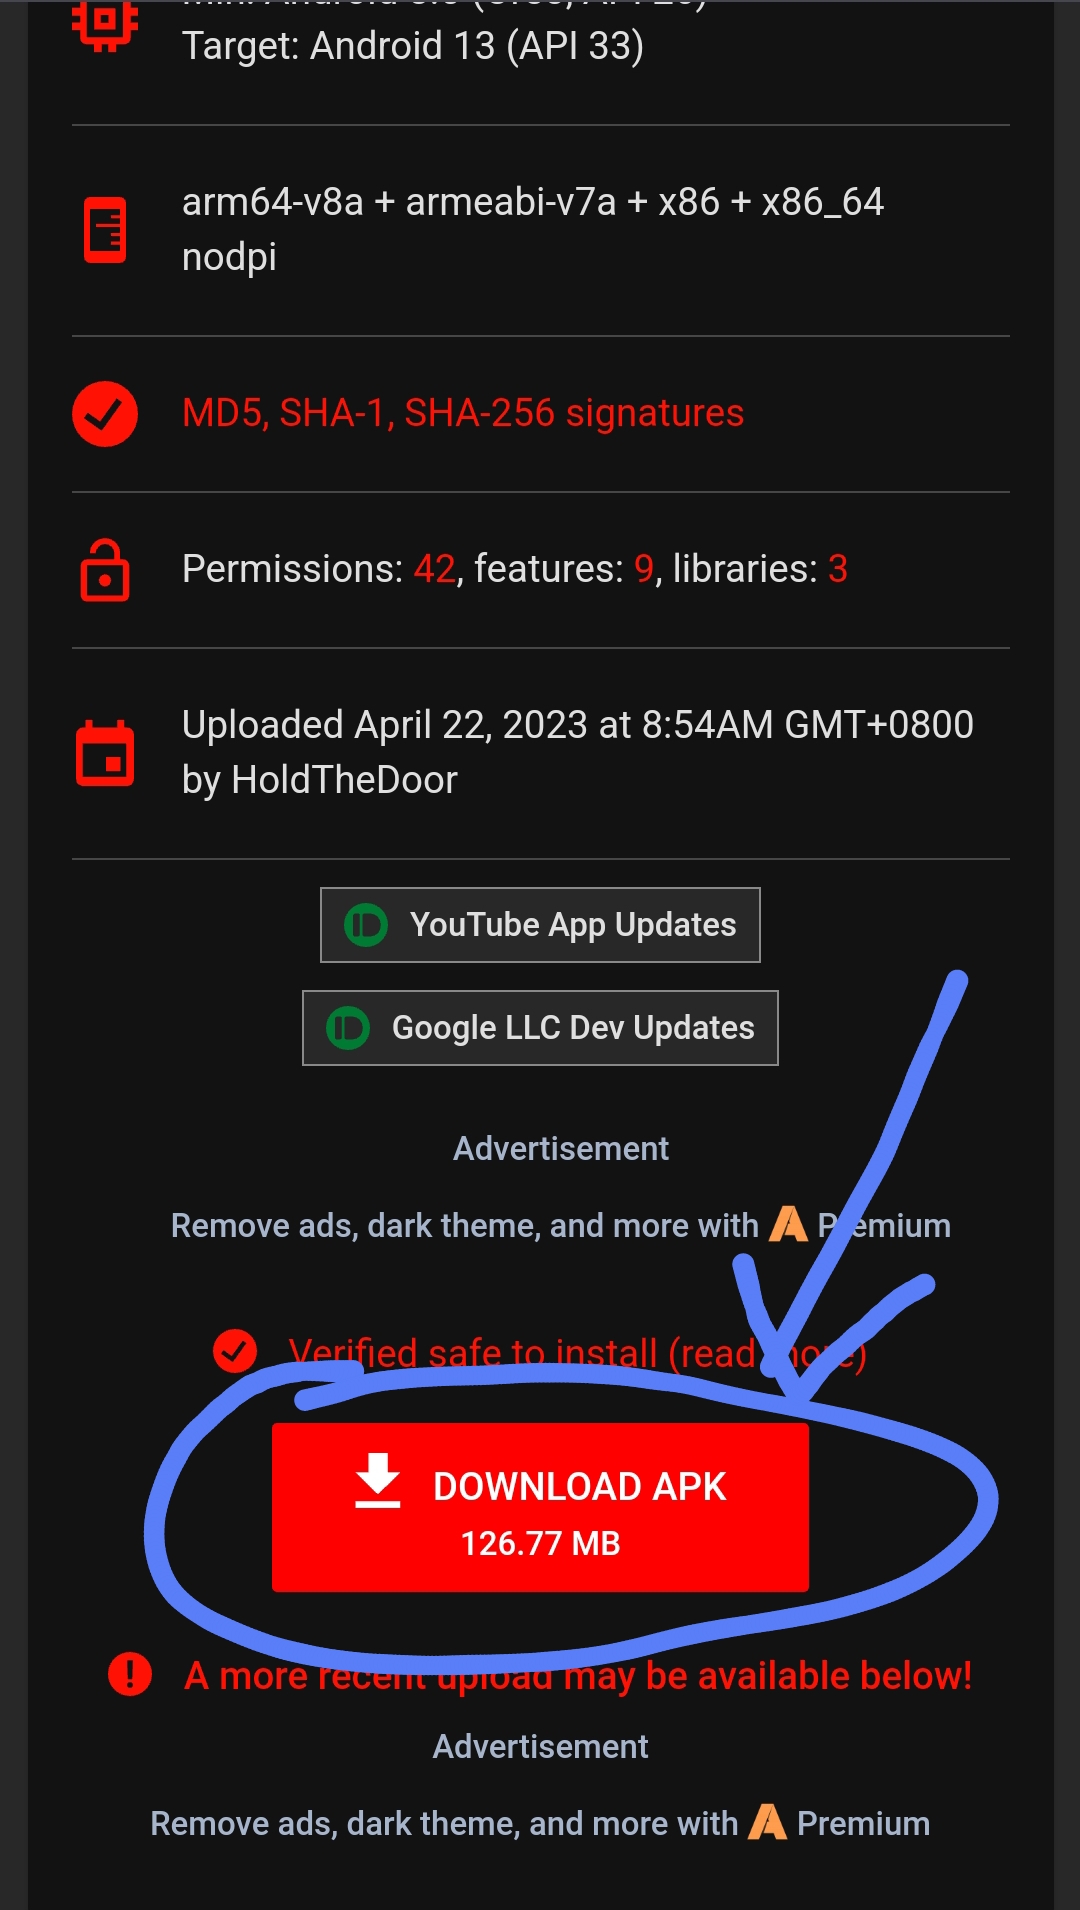 Target: Android 13 (API 33)
arm64-v8a + armeabi-v7a + x86 + x86_64
nodpi
MD5, SHA-1, SHA-256 signatures
Permissions: 42, features: 9, libraries: 3
Uploaded April 22, 2023 at 8:54AM GMT+0800
by HoldTheDoor
YouTube App Updates
Google LLC Dev Updates
Advertisement
Remove ads, dark theme, and more with Premium
Verified safe to install (read more)
DOWNLOAD APK
126.77 MB
A more recent upload may be available below!
Advertisement
Remove ads, dark theme, and more with Premium